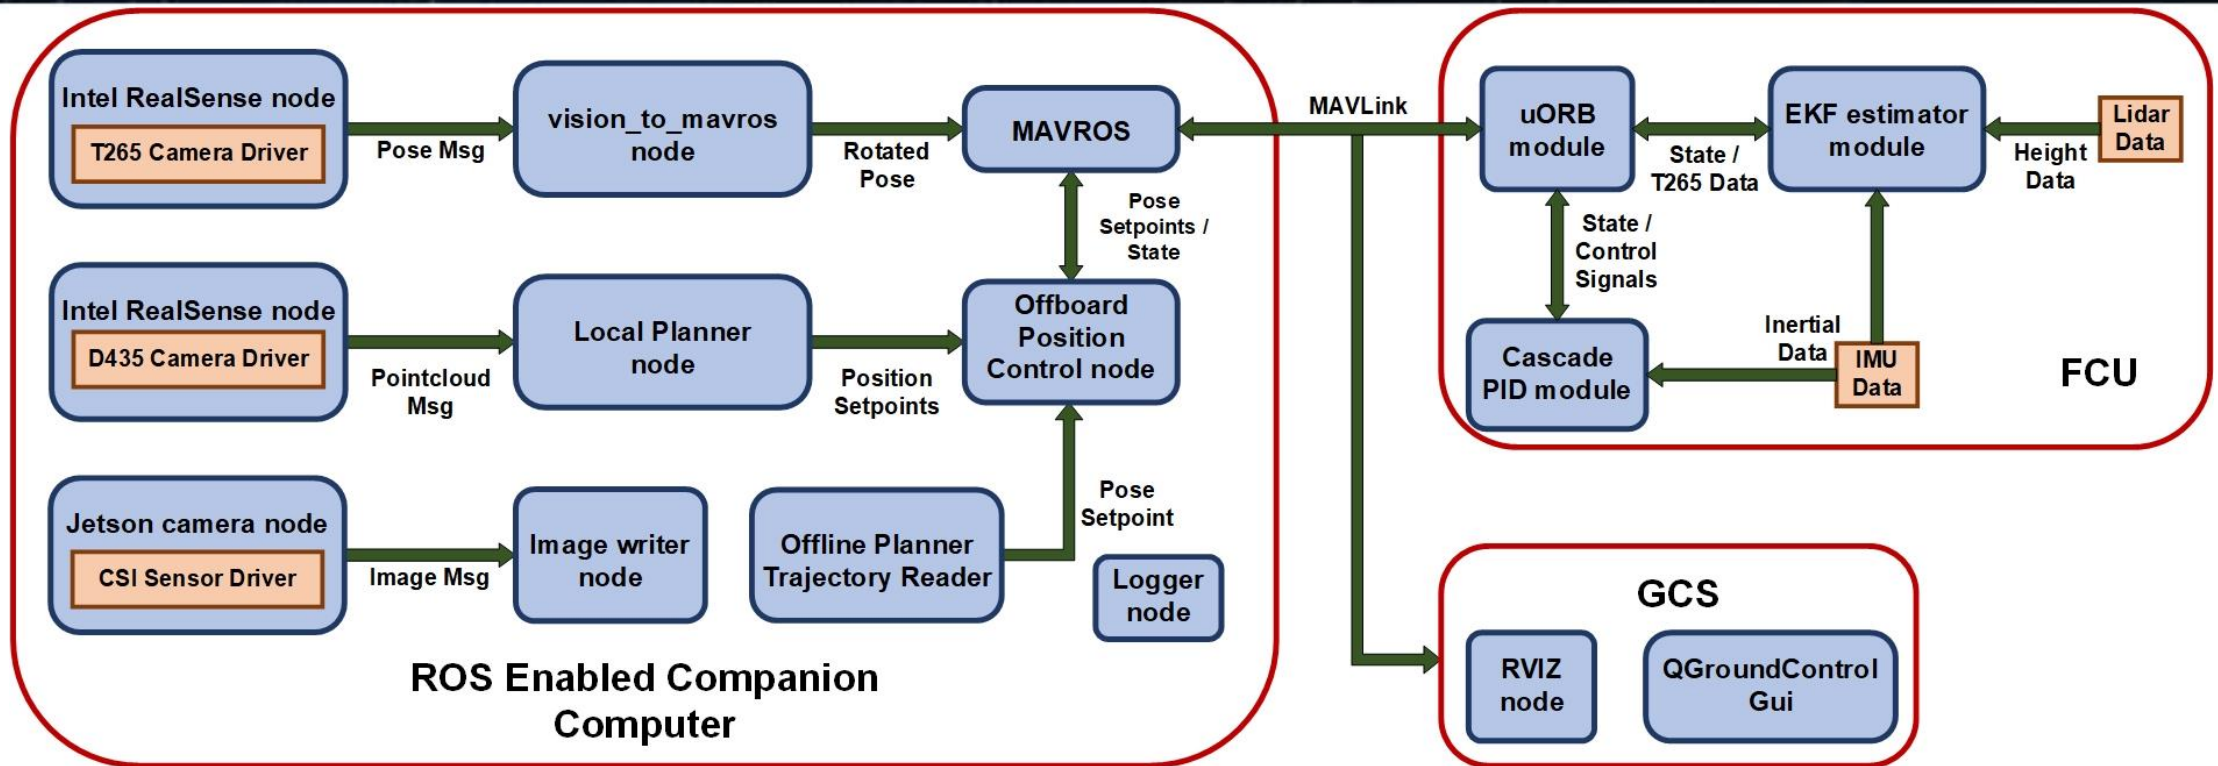 Intel RealSense node
T265 Camera Driver
Pose Msg
vision_to_mavros
node
Rotated
Pose
MAVROS
MAVLink
Pose
Setpoints /
State
Intel RealSense node
D435 Camera Driver
Pointcloud
Msg
Local Planner
node
Position
Setpoints
Offboard
Position
Control node
Jetson camera node
CSI Sensor Driver
Image Msg
Image writer
node
Offline Planner
Trajectory Reader
Pose
Setpoint
Logger
node
ROS Enabled Companion
Computer
uORB
module
State /
T265 Data
EKF estimator
module
Height
Data
Lidar
Data
State /
Control
Signals
Cascade
PID module
Inertial
Data
IMU
Data
FCU
GCS
RVIZ
node
QGroundControl
Gui